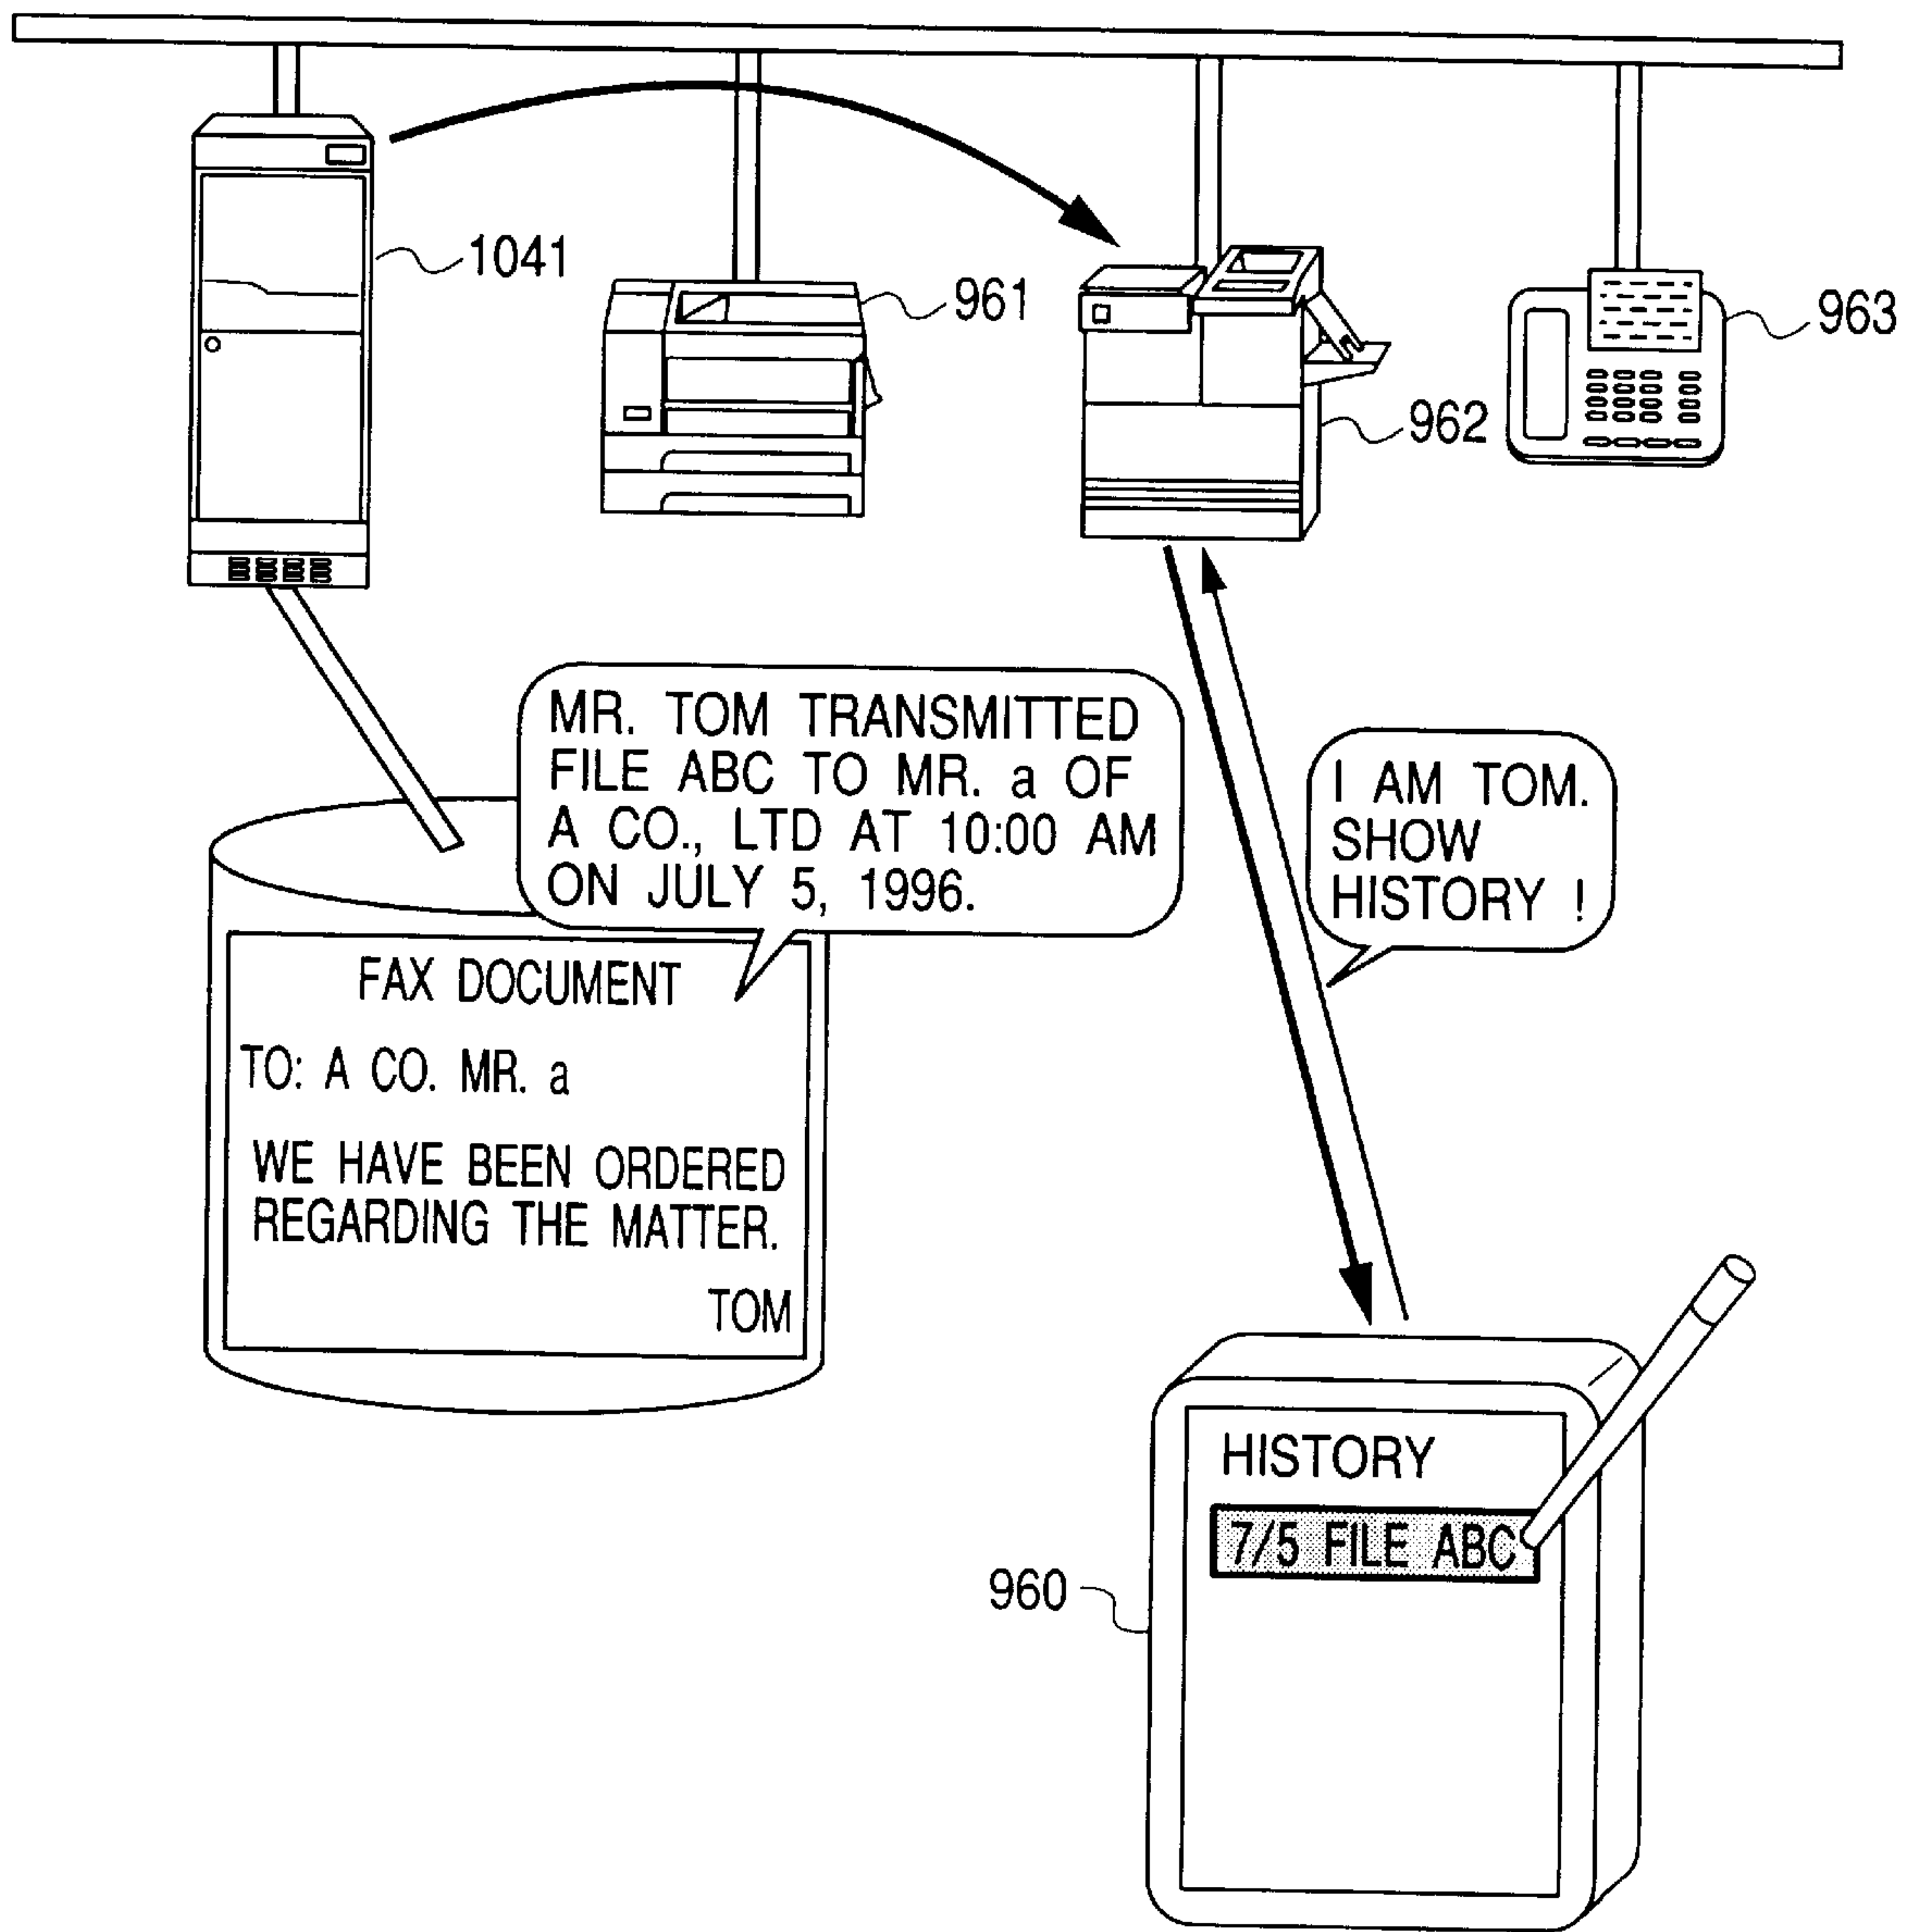 1041
961
962
963
MR. TOM TRANSMITTED
FILE ABC TO MR. a OF
A CO., LTD AT 10:00 AM
ON JULY 5, 1996.
I AM TOM.
SHOW
HISTORY !
FAX DOCUMENT
TO: A CO. MR. a
WE HAVE BEEN ORDERED
REGARDING THE MATTER.
TOM
HISTORY
7/5 FILE ABC
960